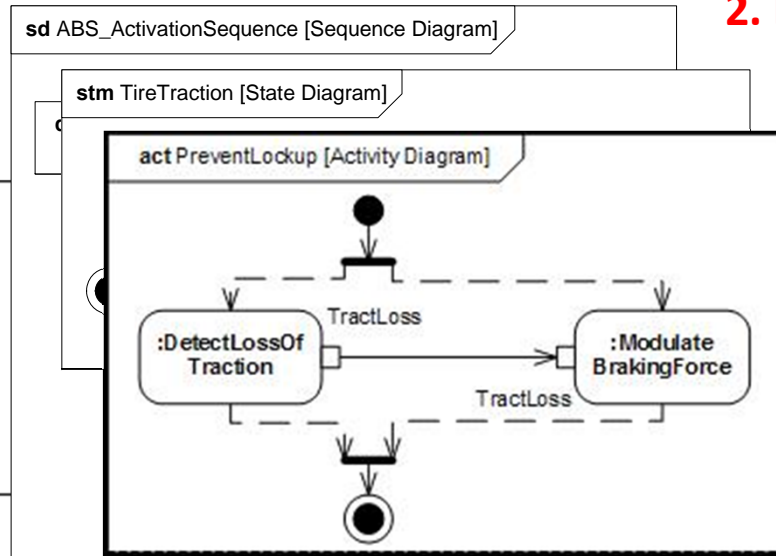 2.
sd ABS_ActivationSequence [Sequence Diagram]
stm TireTraction [State Diagram]
act PreventLockup [Activity Diagram]
TractLoss
:DetectLossOf
Traction
:Modulate
BrakingForce
TractLoss